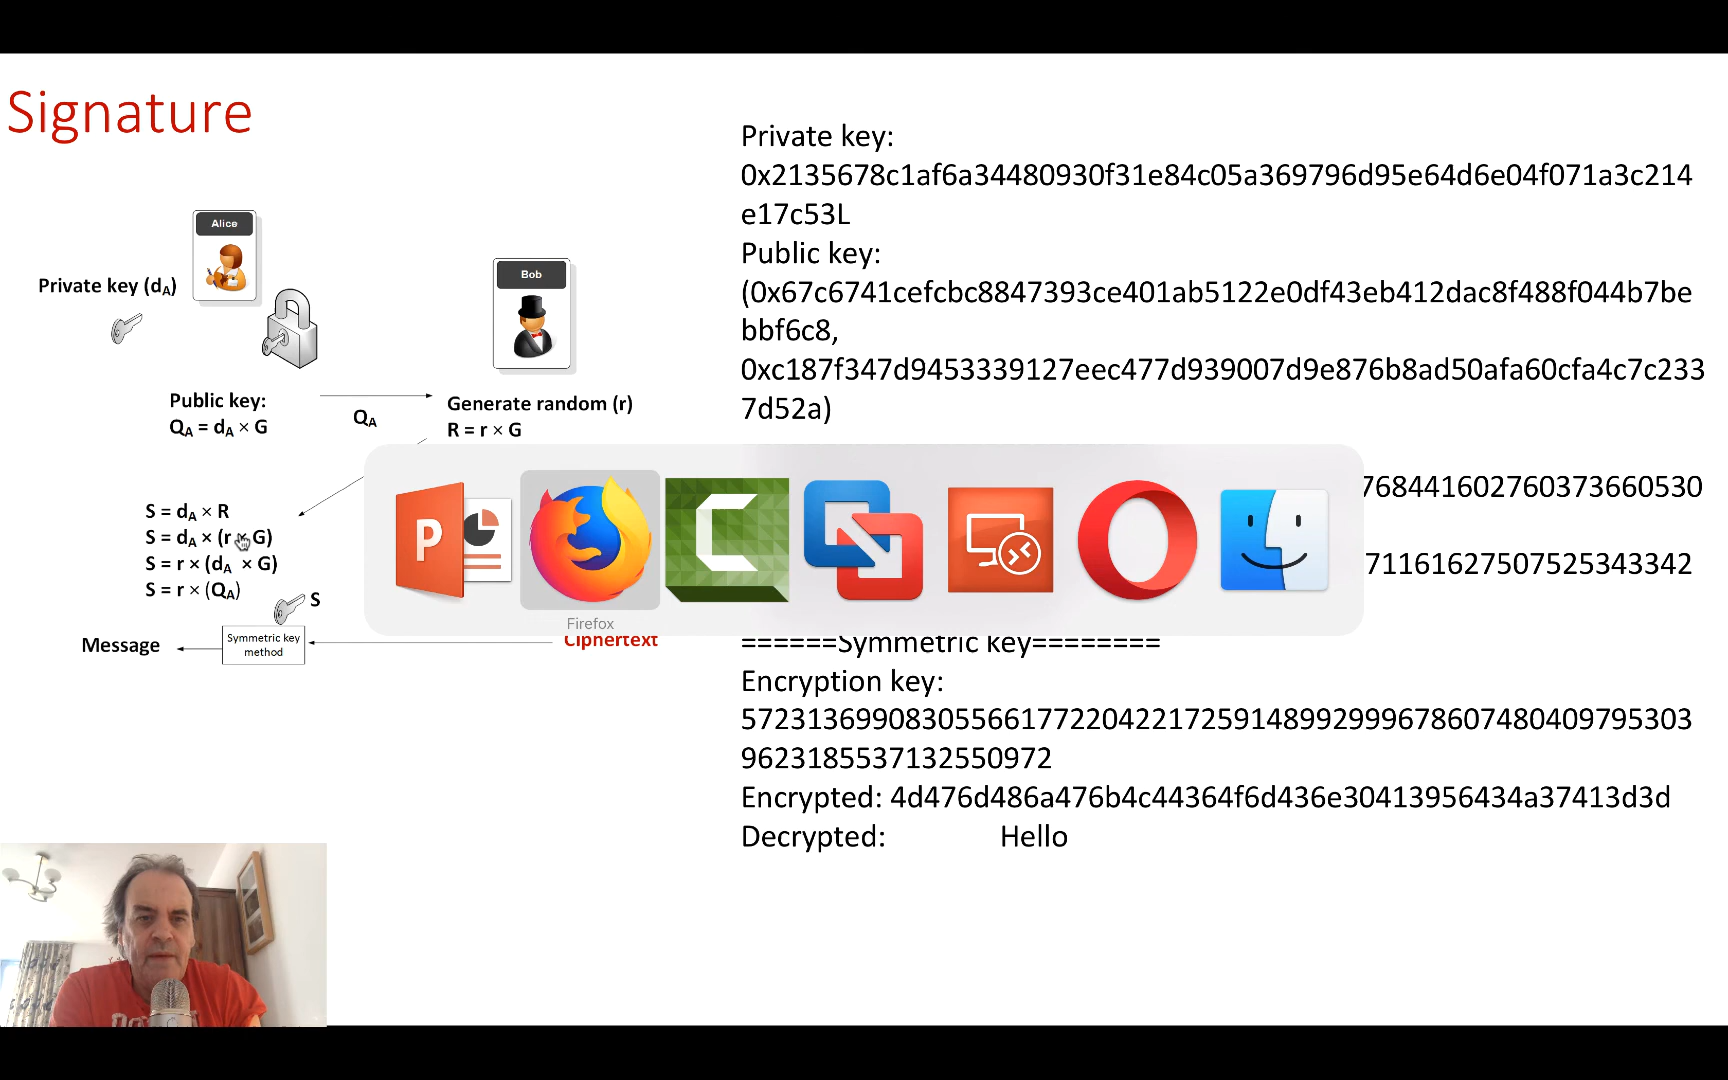 Signature
Alice
Private key (dA)
Bob
Public key:
QA = dA × G
QA
Generate random (r)
R = r × G
S = dA × R
S = dA × (r × G)
S = r × (dA × G)
S = r × (QA)
S
Message
Symmetric key
method
Ciphertext
Private key:
0x2135678c1af6a34480930f31e84c05a369796d95e64d6e04f071a3c214
e17c53L
Public key:
(0x67c6741cefcbc8847393ce401ab5122e0df43eb412dac8f488f044b7be
bbf6c8,
0xc187f347d9453339127eec477d939007d9e876b8ad50afa60cfa4c7c233
7d52a)
768441602760373660530
71161627507525343342
======Symmetric key========
Encryption key:
5723136990830556617722042217259148992999678607480409795303
9623185537132550972
Encrypted: 4d476d486a476b4c44364f6d436e30413956434a37413d3d
Decrypted: Hello
P
Firefox